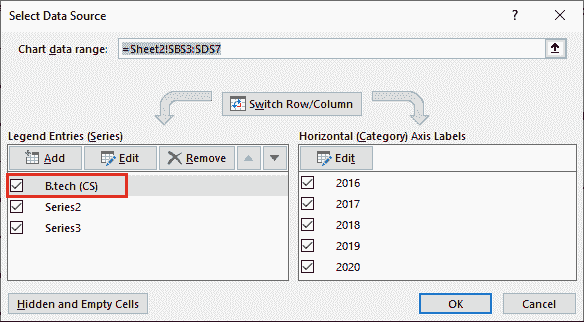 Select Data Source
? ×
Chart data range: =Sheet2!$B$3:$D$7
Switch Row/Column
Legend Entries (Series)
Horizontal (Category) Axis Labels
Add Edit Remove
Edit
B.tech (CS)
Series2
Series3
2016
2017
2018
2019
2020
Hidden and Empty Cells
OK
Cancel